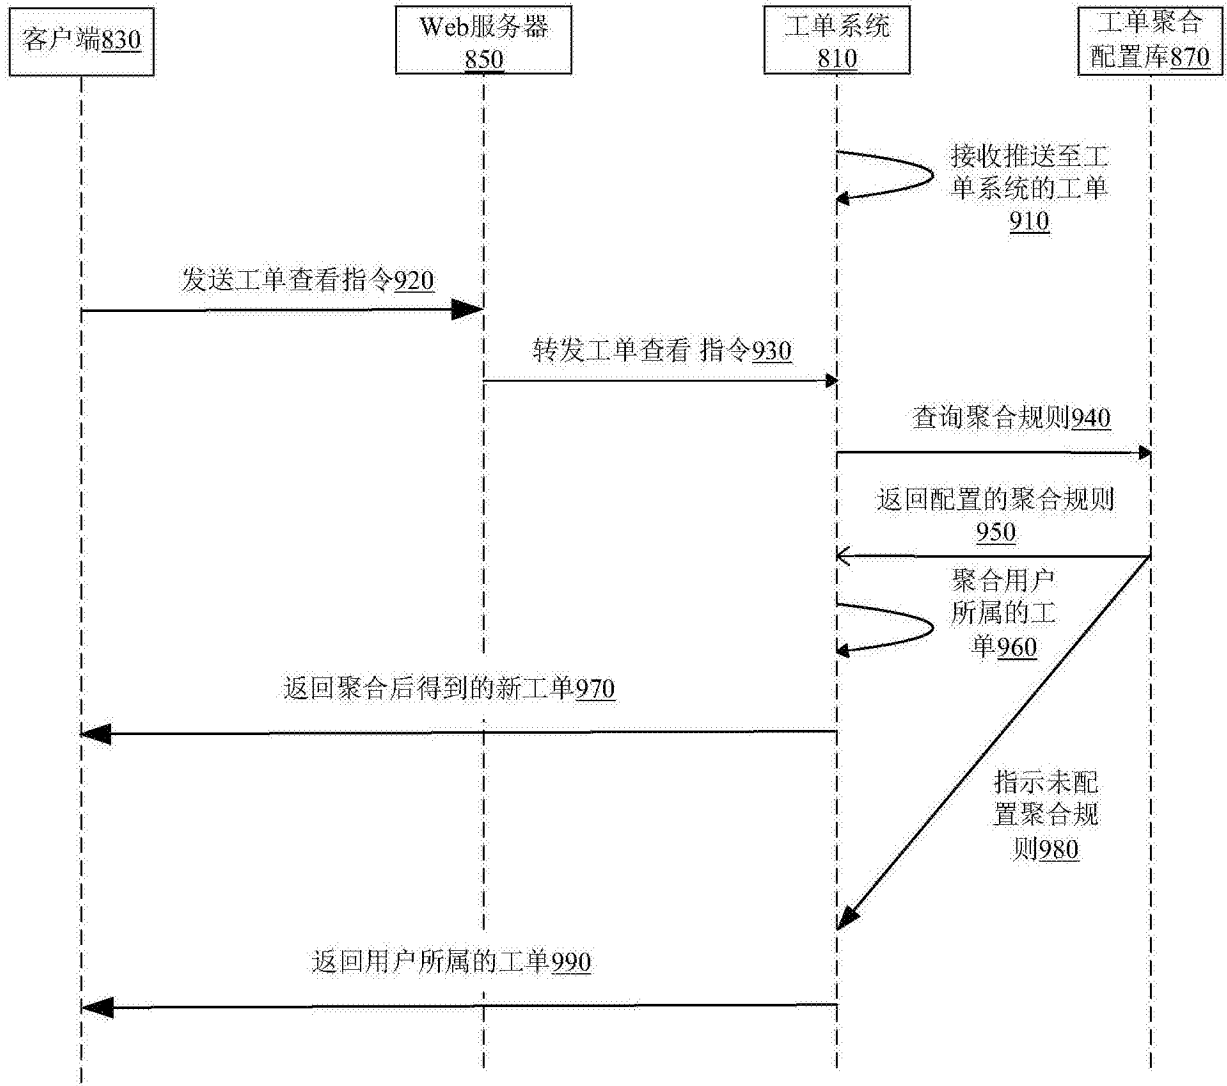 客户端830
Web服务器
850
工单系统
810
工单聚合
配置库870
接收推送至工
单系统的工单
910
发送工单查看指令920
转发工单查看 指令930
查询聚合规则940
返回配置的聚合规则
950
聚合用户
所属的工
单960
返回聚合后得到的新工单970
指示未配
置聚合规
则980
返回用户所属的工单990